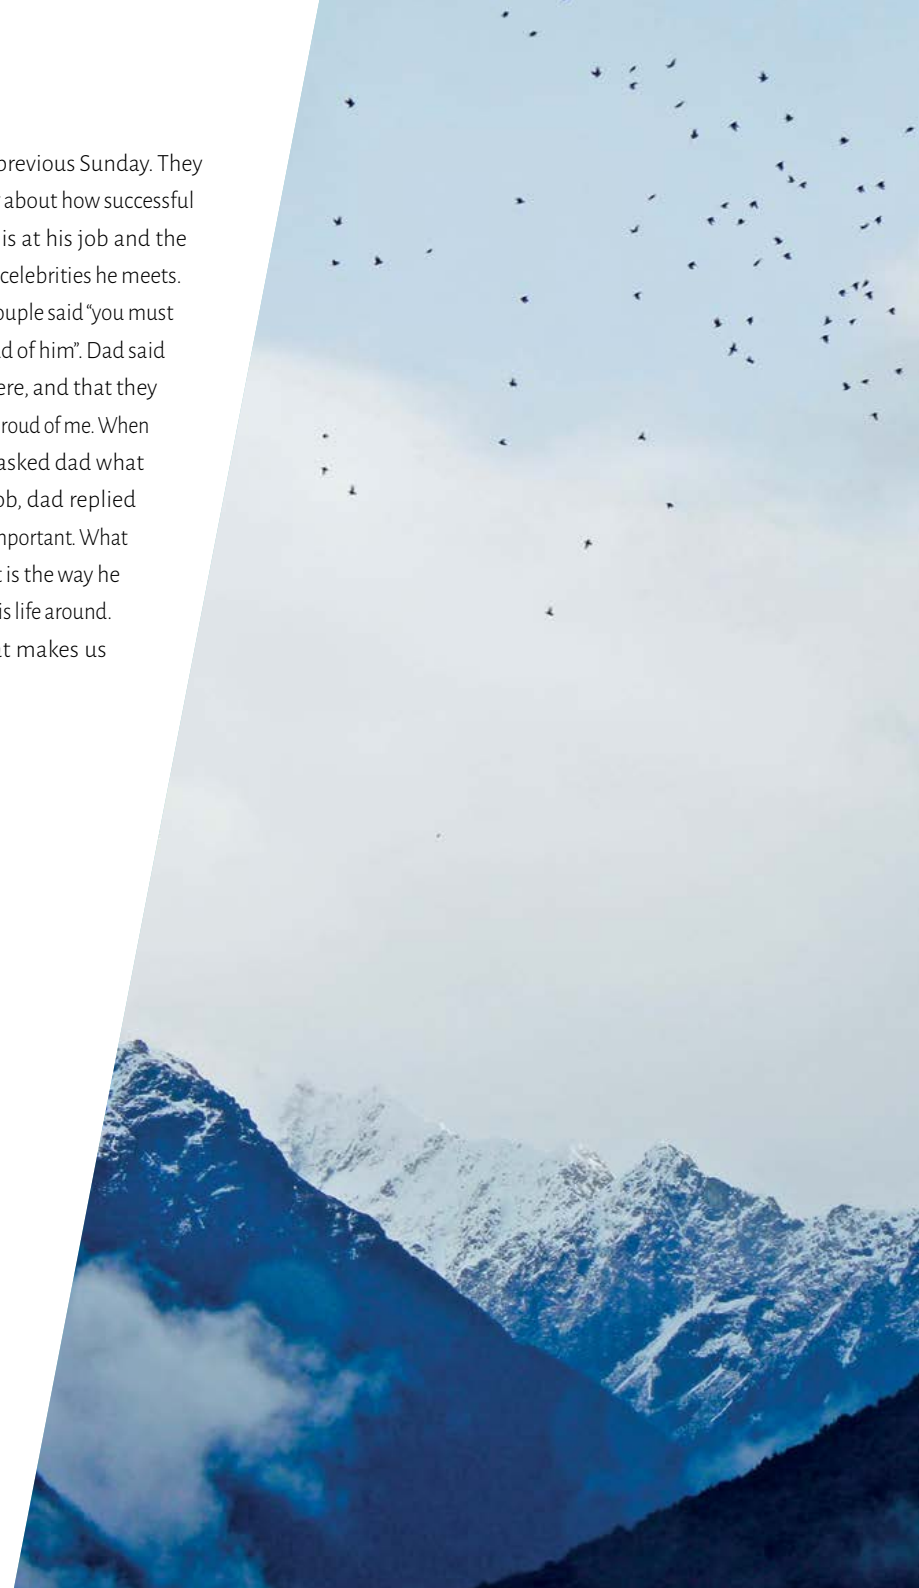 previous Sunday. They
about how successful
is at his job and the
celebrities he meets.
said “you must
of him”. Dad said
and that they
of me. When
asked dad what
dad replied
What
is the way he
life around.
makes us